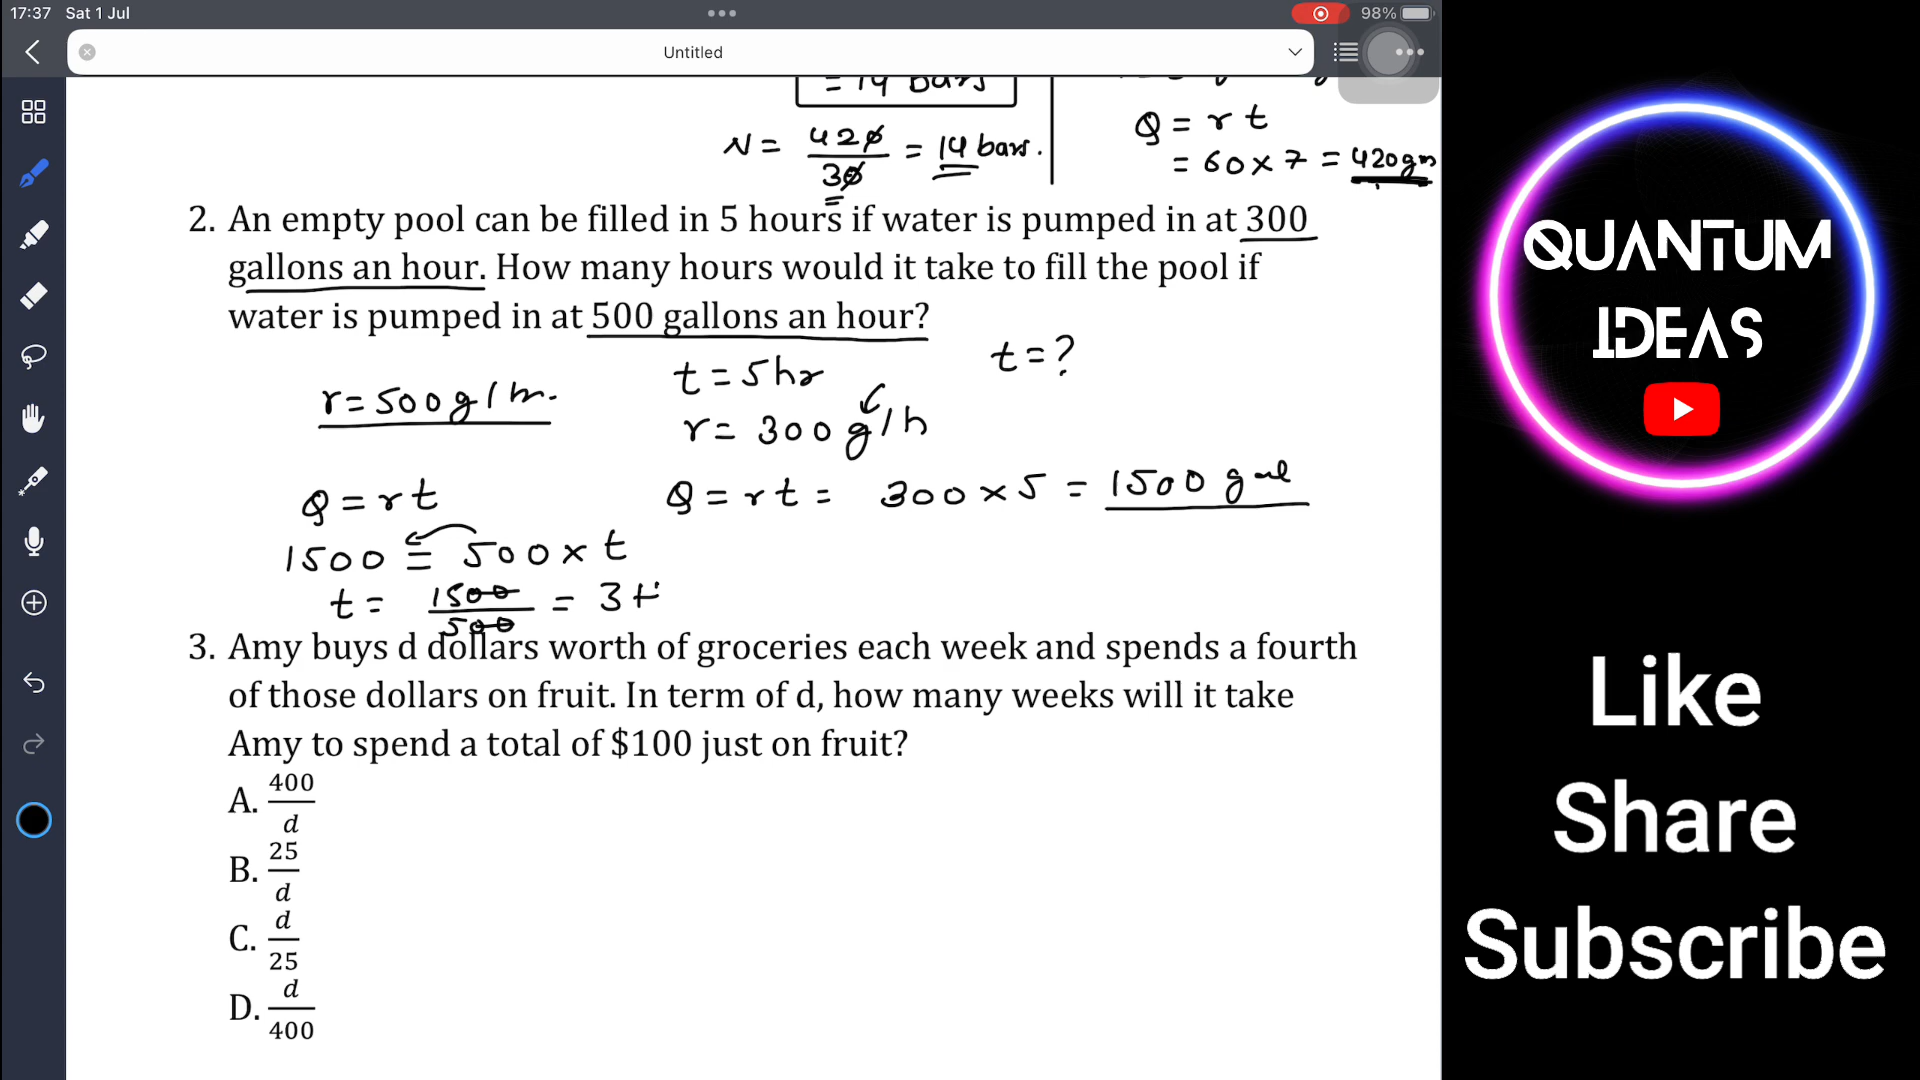 17:37 Sat 1 Jul
98%
Untitled
= 14 bars
Q = r t
N = 420/30 = 14 bars.
= 60 x 7 = 420gm
2. An empty pool can be filled in 5 hours if water is pumped in at 300
gallons an hour. How many hours would it take to fill the pool if
water is pumped in at 500 gallons an hour?
t = ?
t = 5hr
r = 500g/hr.
r = 300 g/h
Q = rt
Q = rt = 300 x 5 = 1500 gal
1500 = 500 x t
t = 1500/500 = 3 H
3. Amy buys d dollars worth of groceries each week and spends a fourth
of those dollars on fruit. In term of d, how many weeks will it take
Amy to spend a total of $100 just on fruit?
A. 400/d
B. 25/d
C. d/25
D. d/400
QUANTUM
IDEAS
Like
Share
Subscribe